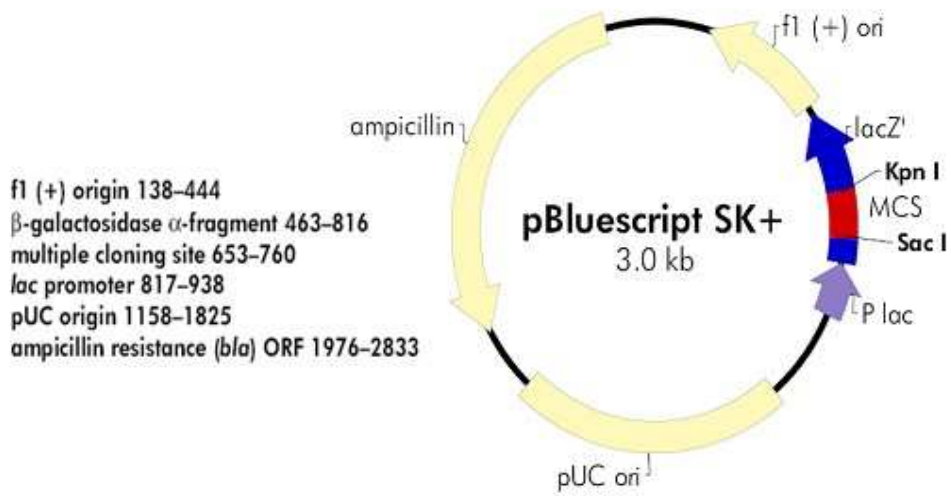 f1 (+) ori
ampicillin
lacZ'
Kpn I
MCS
Sac I
P lac
pBluescript SK+
3.0 kb
f1 (+) origin 138–444
β-galactosidase α-fragment 463–816
multiple cloning site 653–760
lac promoter 817–938
pUC origin 1158–1825
ampicillin resistance (bla) ORF 1976–2833
pUC ori